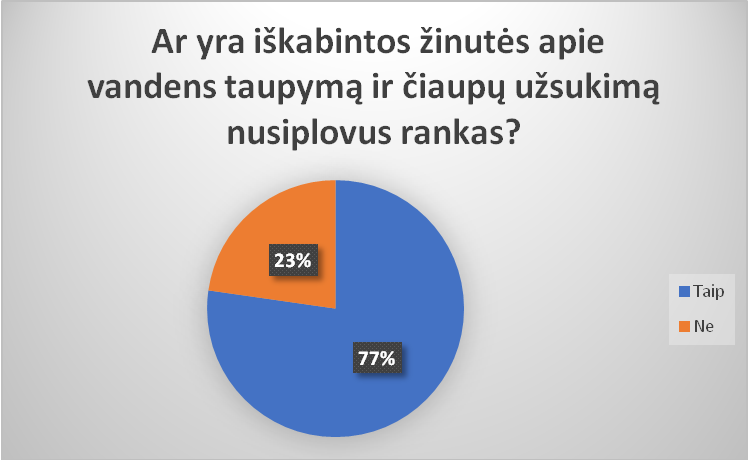 Ar yra iškabintos žinutės apie
vandens taupymą ir čiaupų užsukimą
nusiplovus rankas?
23%
77%
Taip
Ne